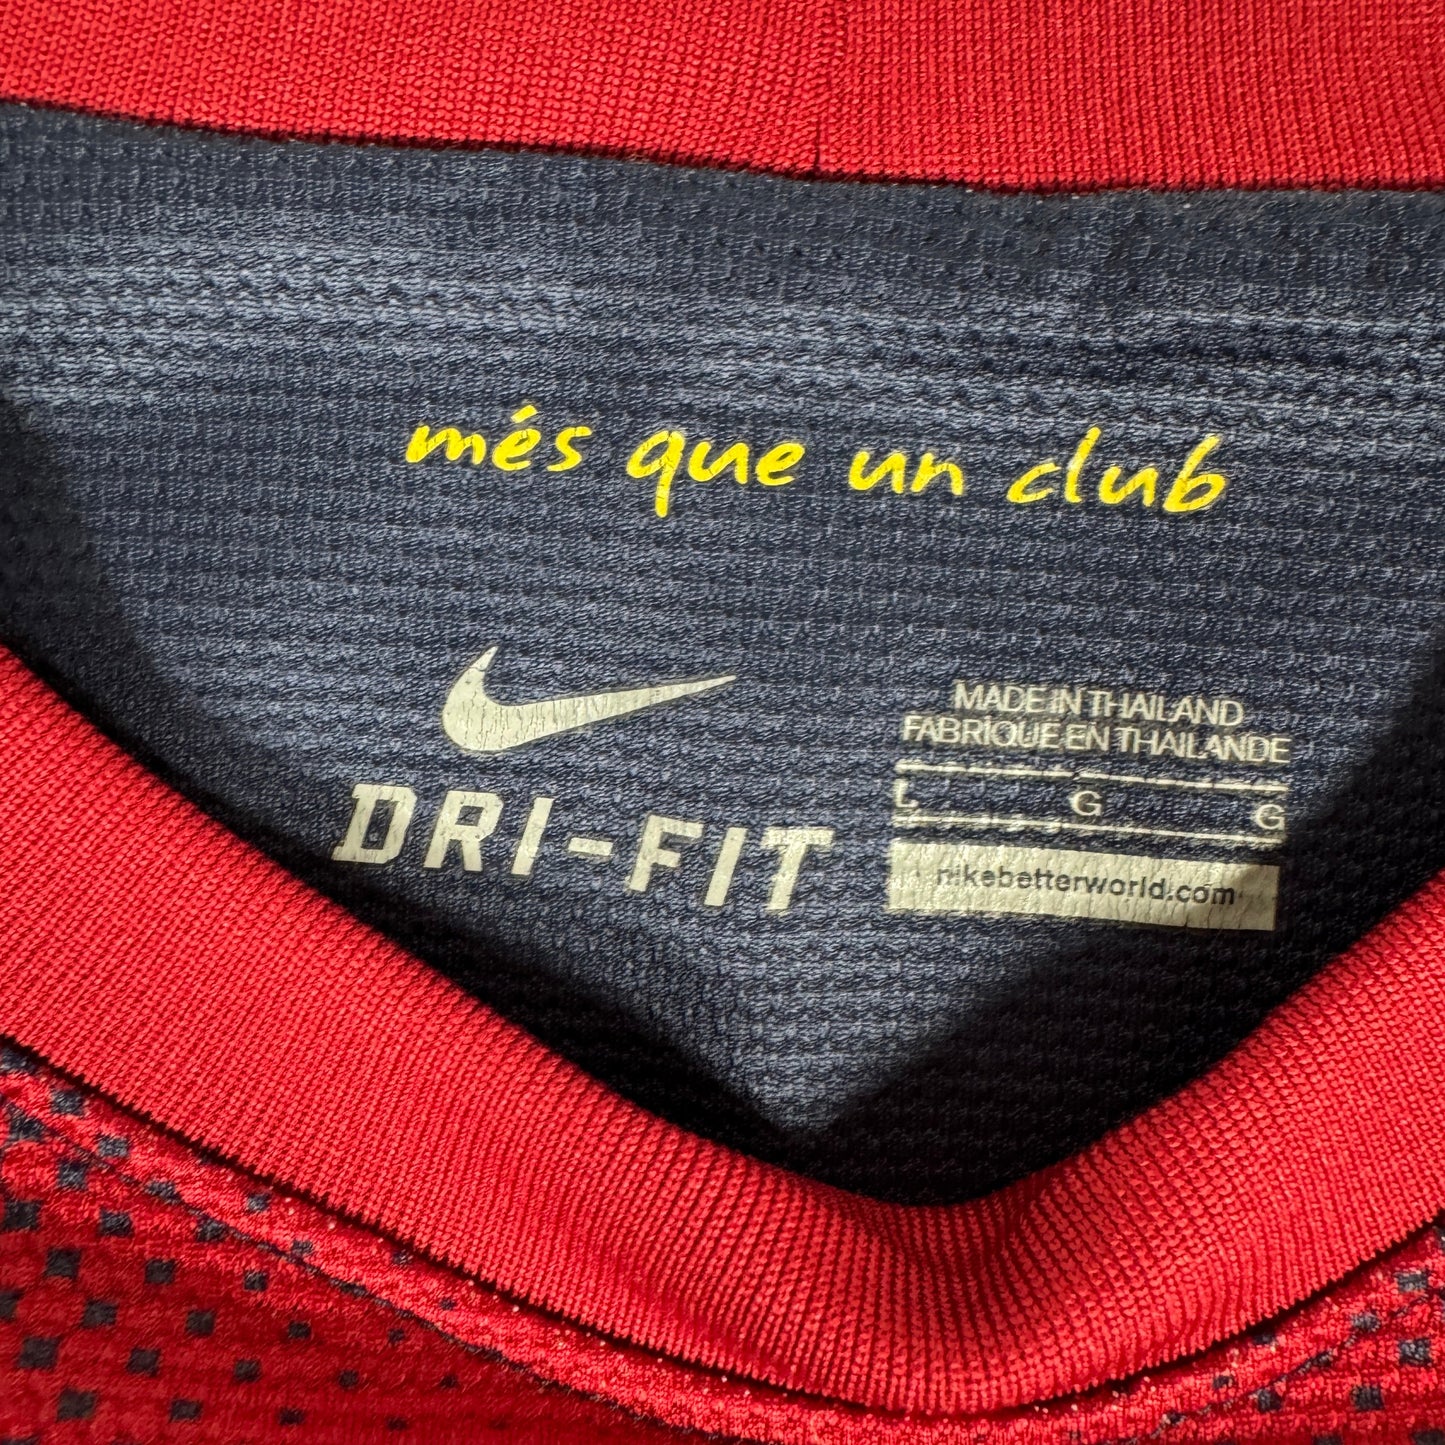 més que un club
DRI-FIT
MADE IN THAILAND
FABRIQUE EN THAILANDE
L G G
nikebetterworld.com